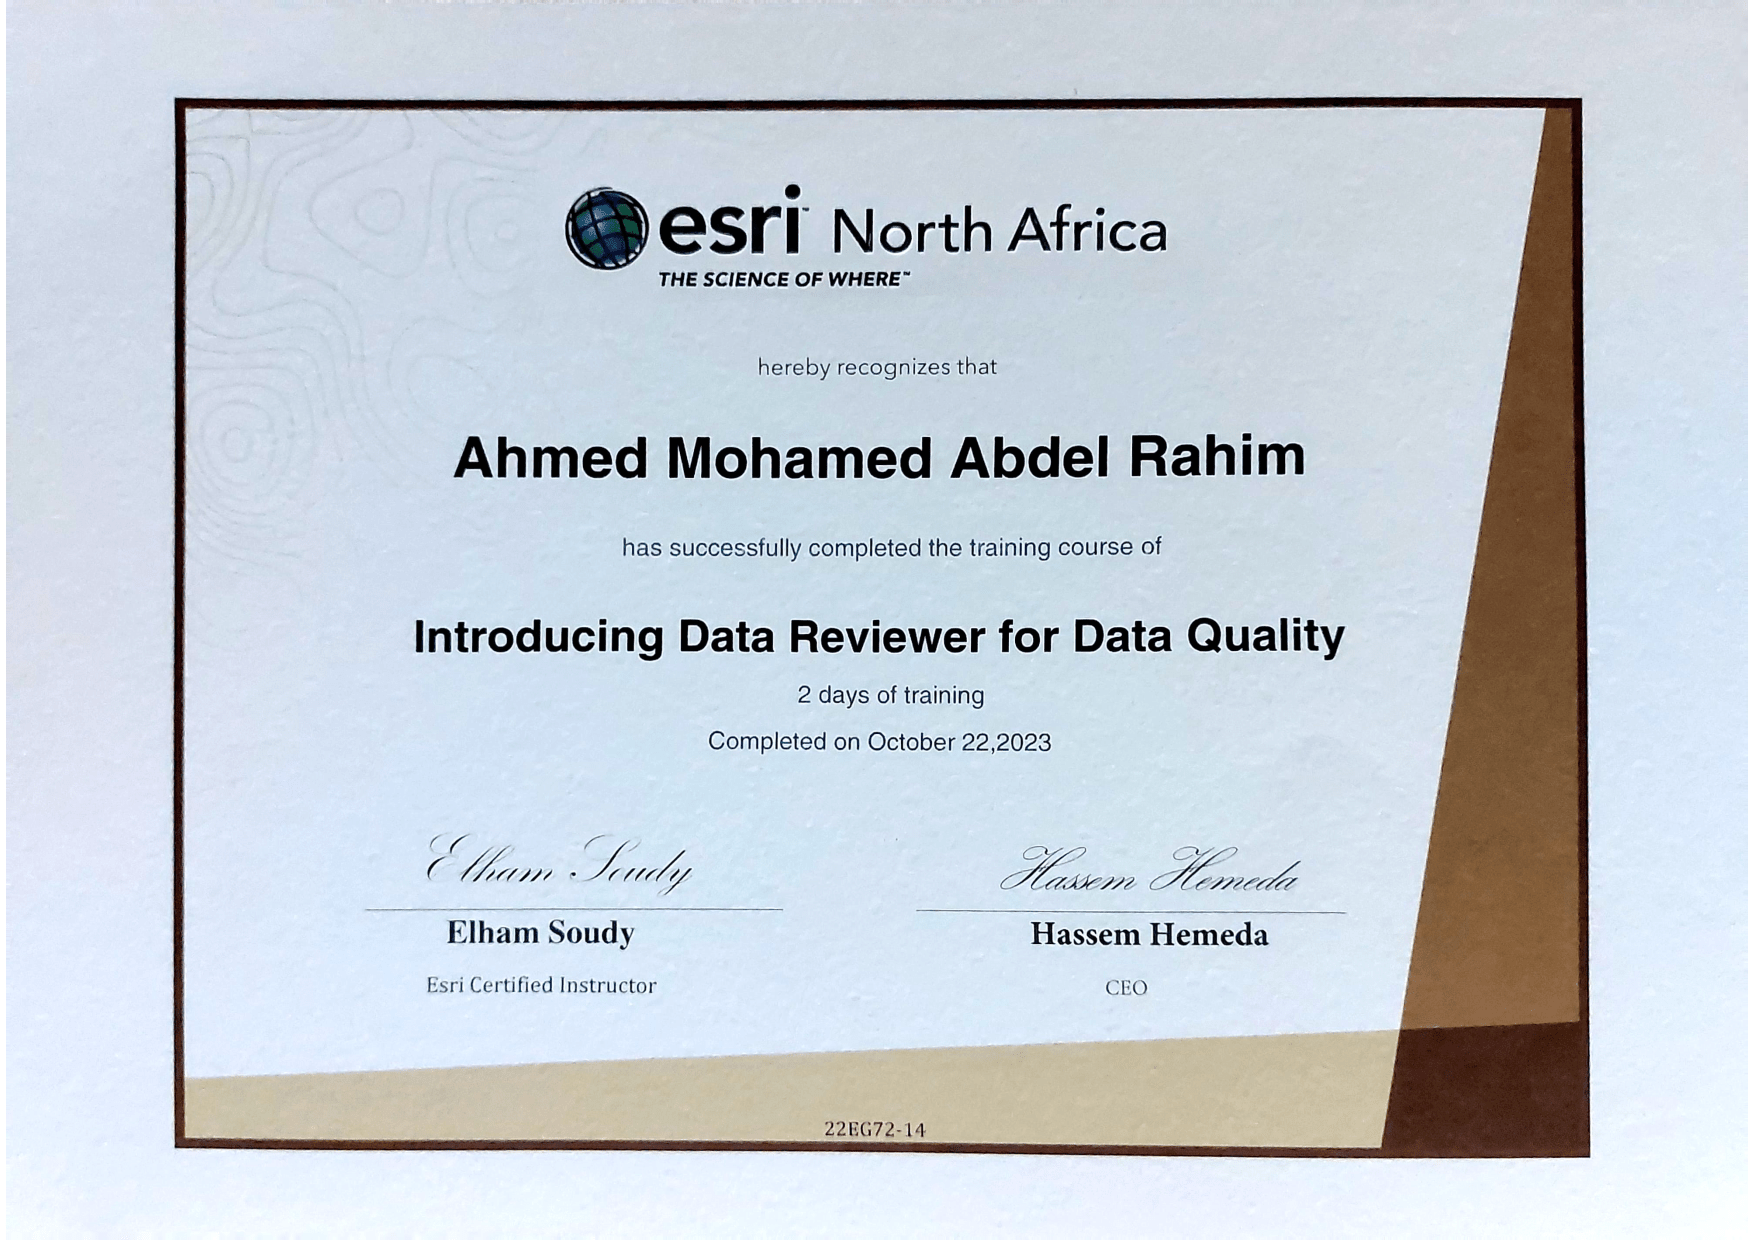 esri™ North Africa
THE SCIENCE OF WHERE™
hereby recognizes that
Ahmed Mohamed Abdel Rahim
has successfully completed the training course of
Introducing Data Reviewer for Data Quality
2 days of training
Completed on October 22,2023
Elham Soudy
Hassem Hemeda
Elham Soudy
Hassem Hemeda
Esri Certified Instructor
CEO
22EG72-14